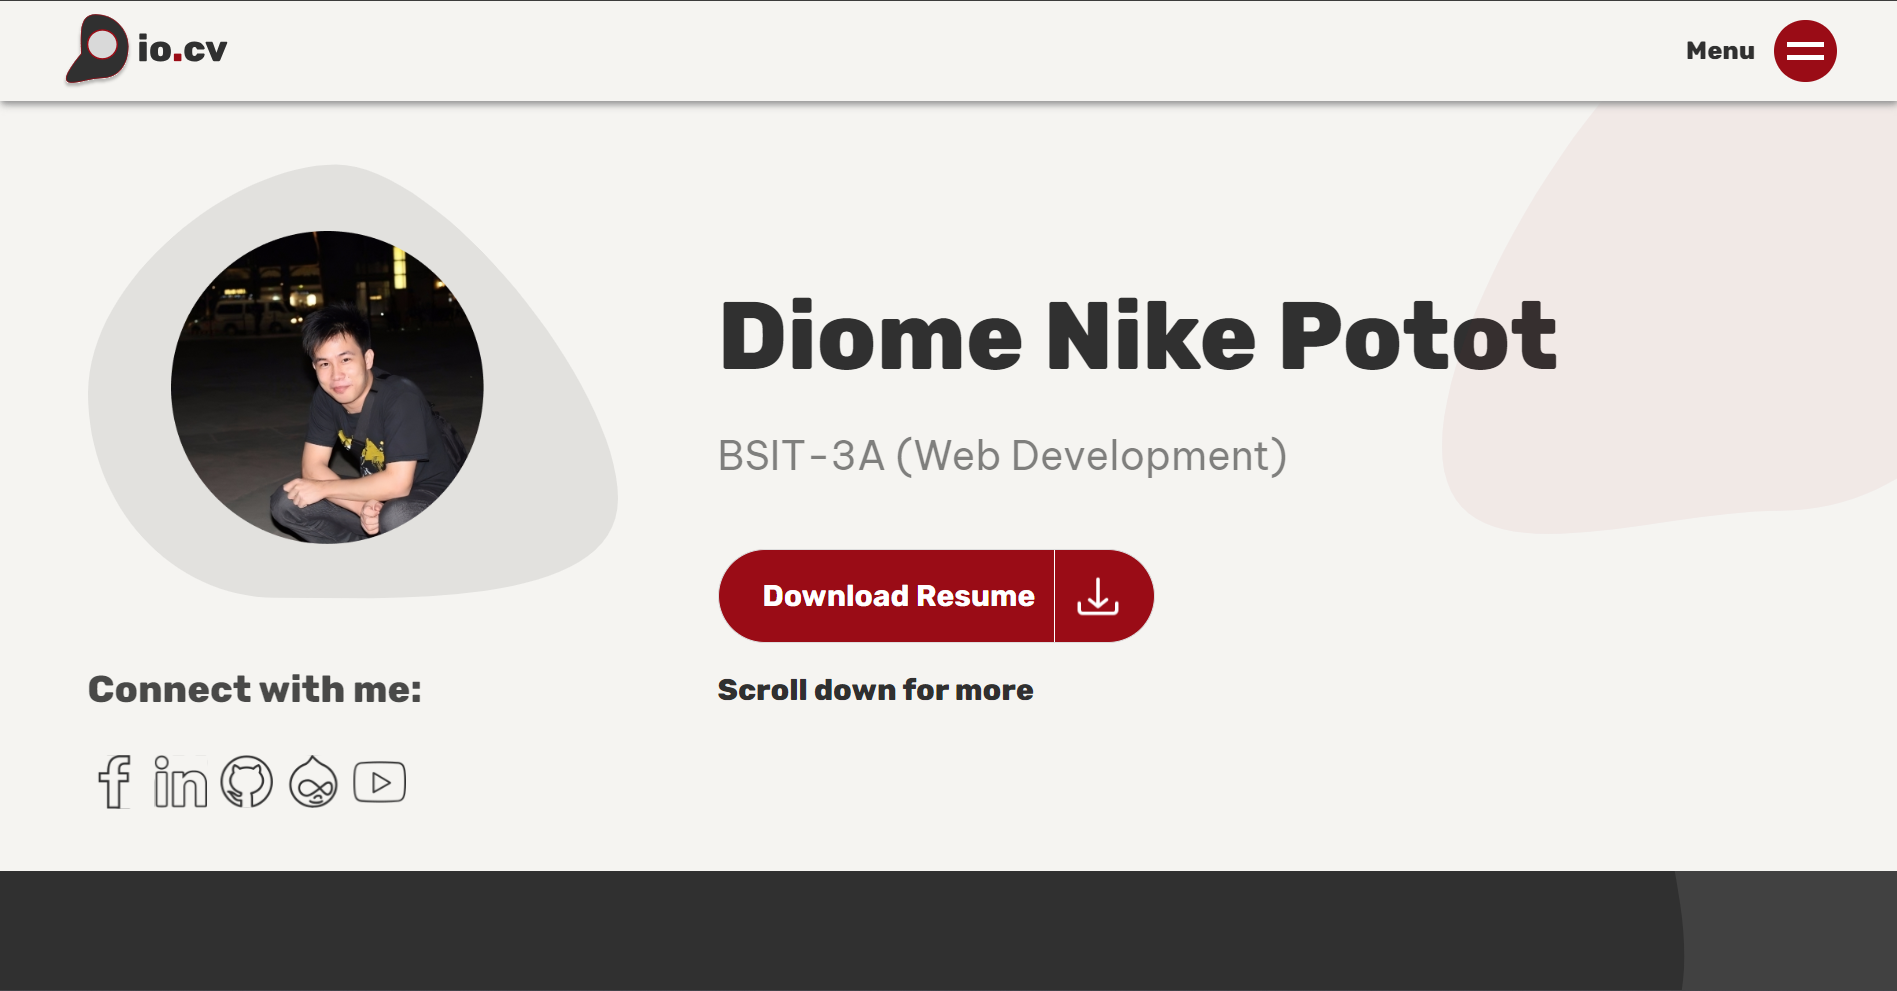 io.cv
Menu
Diome Nike Potot
BSIT-3A (Web Development)
Download Resume
Connect with me:
Scroll down for more